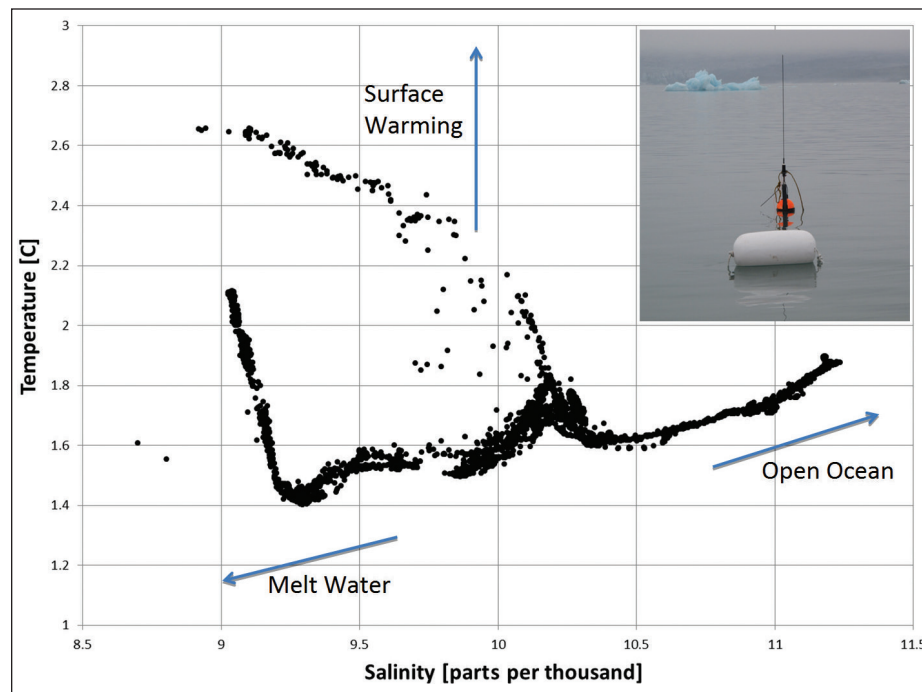 3
2.8
2.6
2.4
2.2
2
1.8
1.6
1.4
1.2
1
Temperature [C]
Surface
Warming
Open Ocean
Melt Water
8.5 9 9.5 10 10.5 11 11.5
Salinity [parts per thousand]